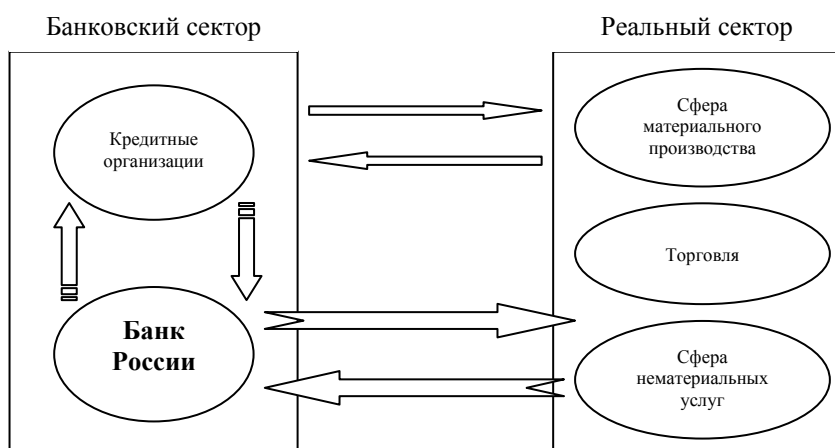 Банковский сектор
Реальный сектор
Кредитные
организации
Сфера
материального
производства
Торговля
Банк
России
Сфера
нематериальных
услуг